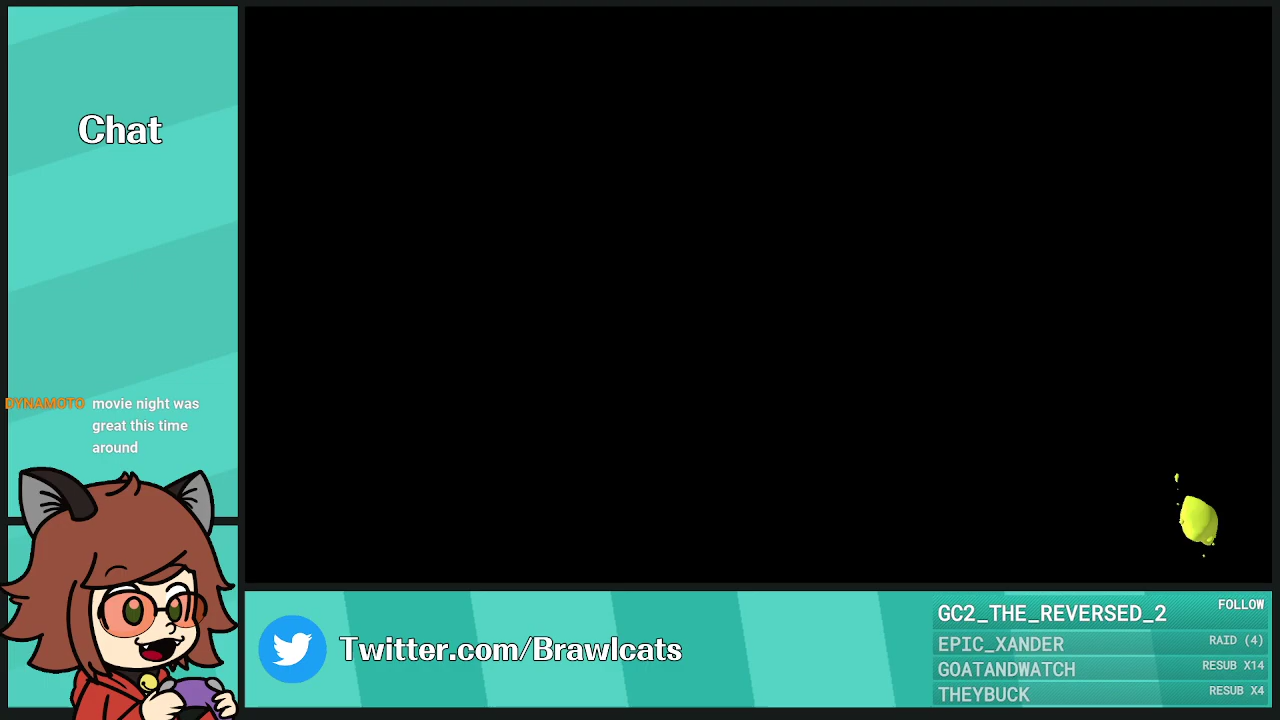 Chat
DYNAMOTO movie night was
great this time
around
Twitter.com/Brawlcats
GC2_THE_REVERSED_2 FOLLOW
EPIC_XANDER RAID (4)
GOATANDWATCH RESUB X14
THEYBUCK RESUB X4